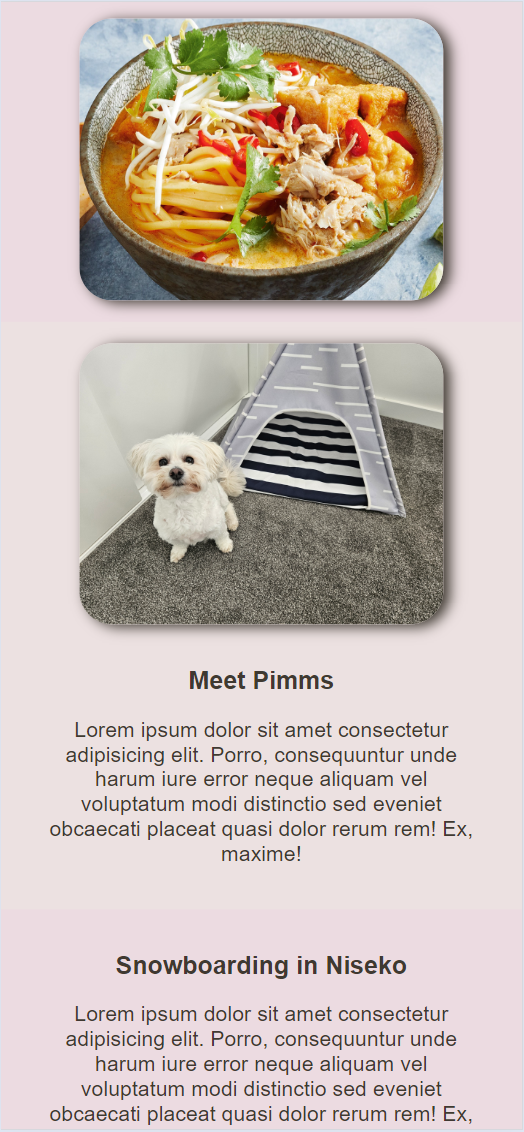 Meet Pimms
Lorem ipsum dolor sit amet consectetur
adipisicing elit. Porro, consequuntur unde
harum iure error neque aliquam vel
voluptatum modi distinctio sed eveniet
obcaecati placeat quasi dolor rerum rem! Ex,
maxime!
Snowboarding in Niseko
Lorem ipsum dolor sit amet consectetur
adipisicing elit. Porro, consequuntur unde
harum iure error neque aliquam vel
voluptatum modi distinctio sed eveniet
obcaecati placeat quasi dolor rerum rem! Ex,